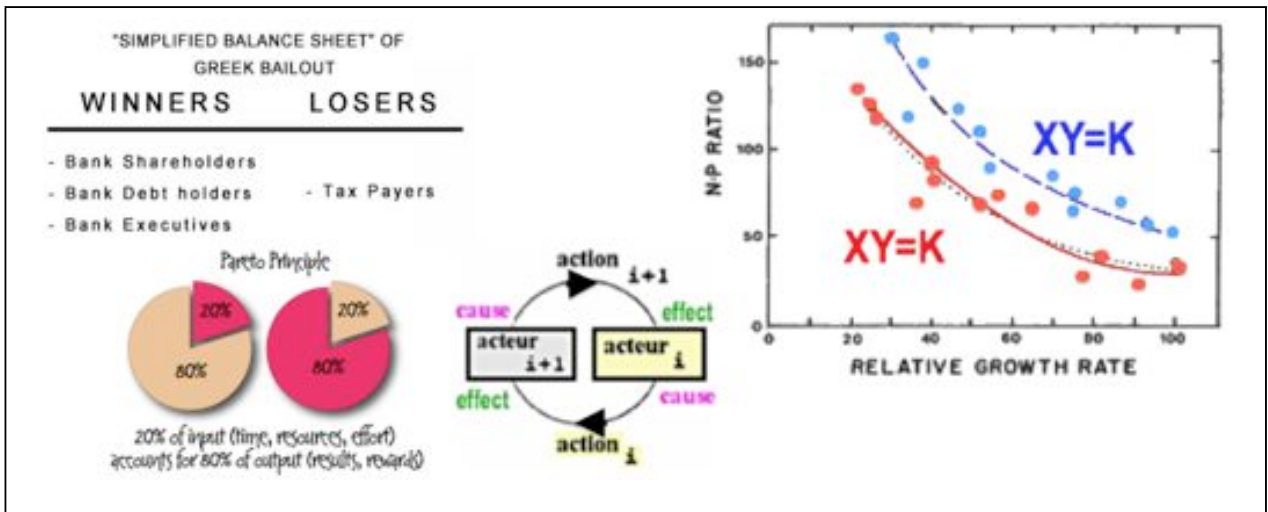 "SIMPLIFIED BALANCE SHEET" OF
GREEK BAILOUT
WINNERS LOSERS
- Bank Shareholders
- Bank Debt holders - Tax Payers
- Bank Executives
Pareto Principle
20% 20%
80% 80%
20% of input (time, resources, effort)
accounts for 80% of output (results, rewards)
action i+1
cause effect
acteur i+1 acteur i
effect cause
action i
150
100
50
0
N:P RATIO
XY=K
XY=K
0 20 40 60 80 100
RELATIVE GROWTH RATE